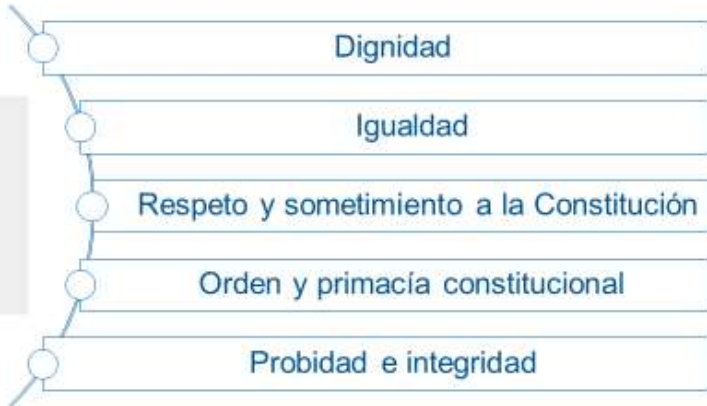 Dignidad
Igualdad
Respeto y sometimiento a la Constitución
Orden y primacía constitucional
Probidad e integridad